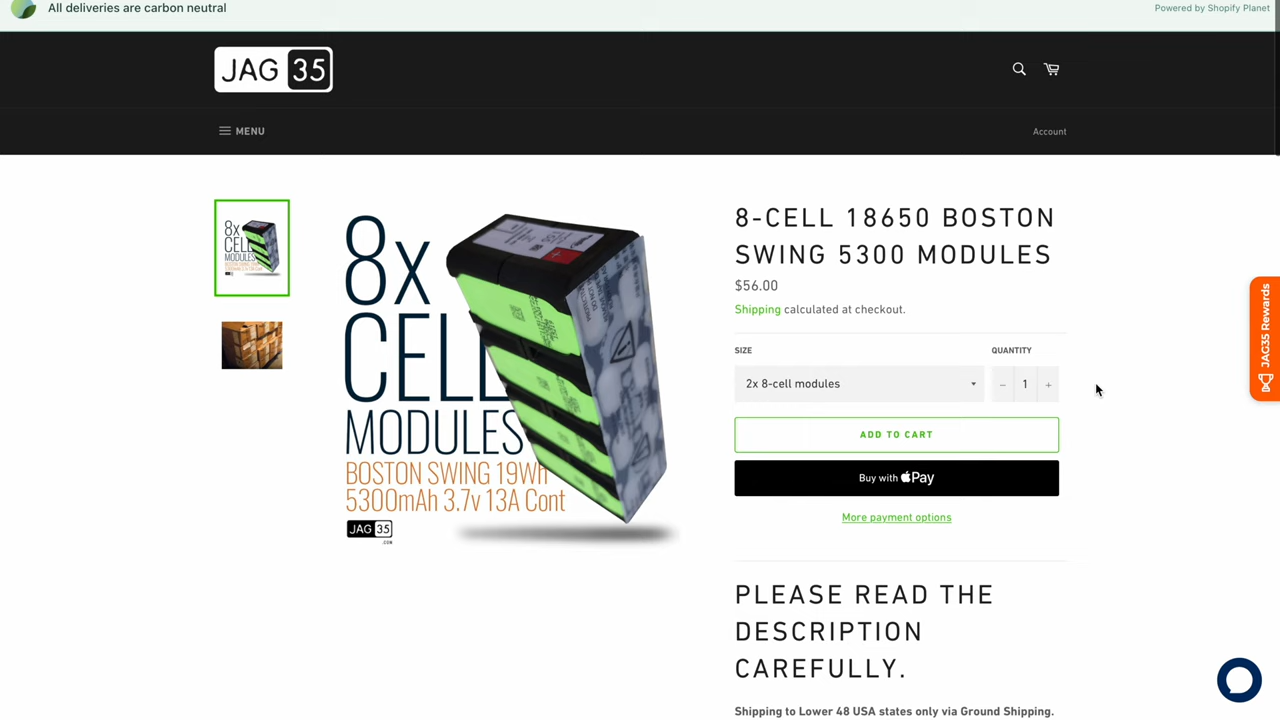 All deliveries are carbon neutral
Powered by Shopify Planet
JAG 35
MENU
Account
8x
CELL
MODULES
BOSTON SWING 19Wh
5300mAh 3.7v 13A Cont
JAG 35
.COM
8-CELL 18650 BOSTON
SWING 5300 MODULES
$56.00
Shipping calculated at checkout.
SIZE
QUANTITY
2x 8-cell modules
− 1 +
ADD TO CART
Buy with Pay
More payment options
PLEASE READ THE
DESCRIPTION
CAREFULLY.
Shipping to Lower 48 USA states only via Ground Shipping.
JAG35 Rewards